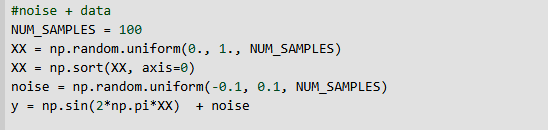 #noise + data
NUM_SAMPLES = 100
XX = np.random.uniform(0., 1., NUM_SAMPLES)
XX = np.sort(XX, axis=0)
noise = np.random.uniform(-0.1, 0.1, NUM_SAMPLES)
y = np.sin(2*np.pi*XX)  + noise